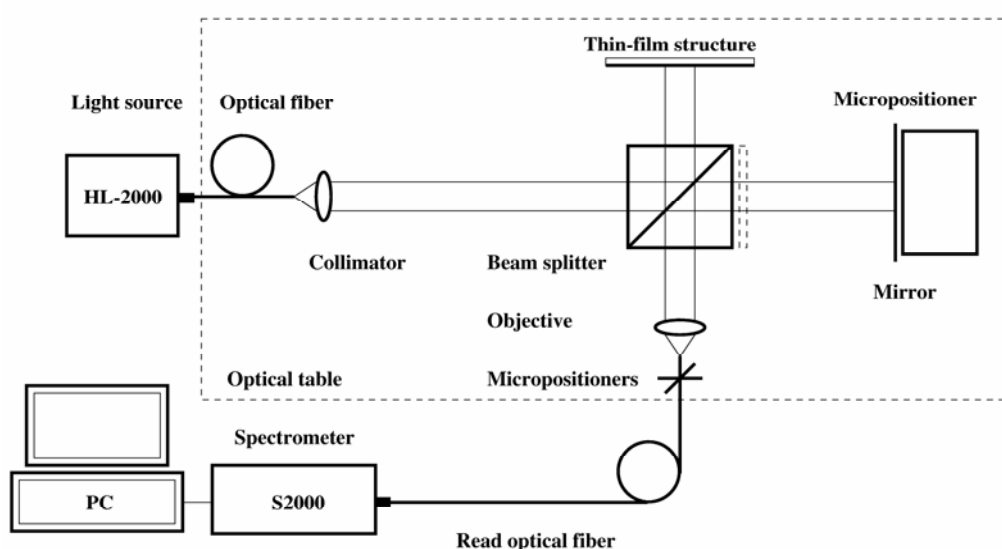 Thin-film structure
Light source
Optical fiber
Micropositioner
HL-2000
Collimator
Beam splitter
Mirror
Objective
Optical table
Micropositioners
Spectrometer
PC
S2000
Read optical fiber